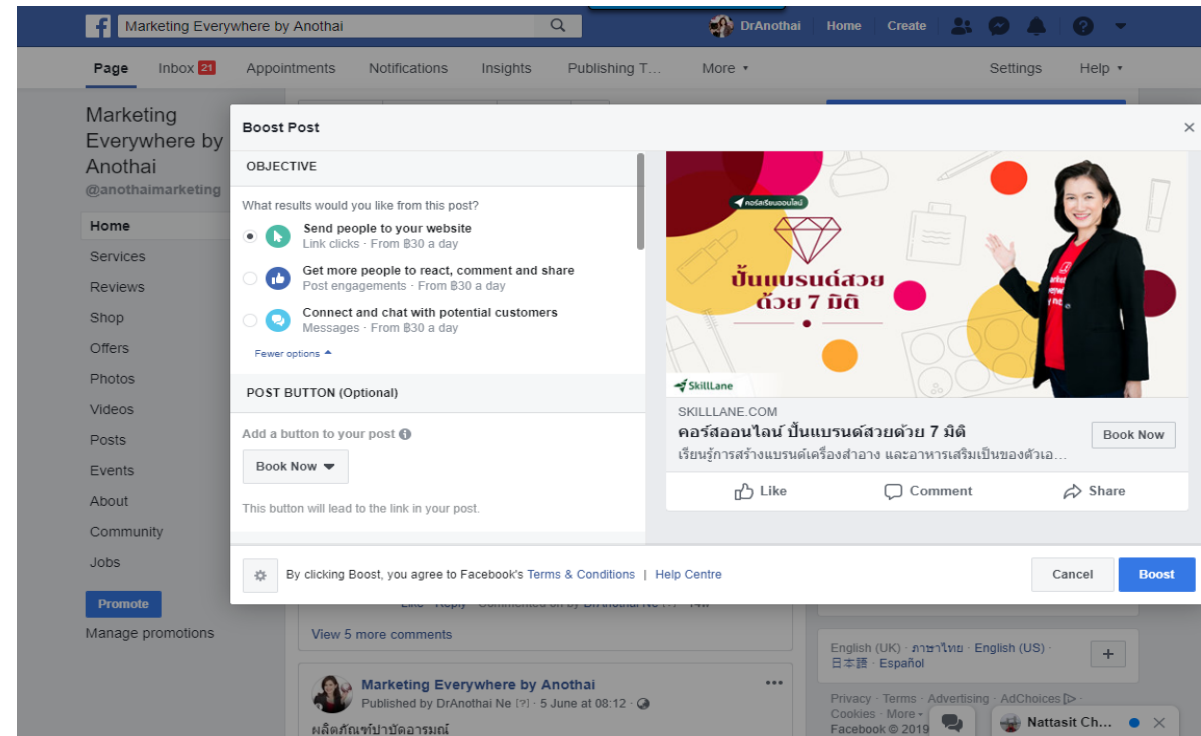 Marketing Everywhere by Anothai
DrAnothai
Home
Create
Page
Inbox 21
Appointments
Notifications
Insights
Publishing T...
More
Settings
Help
Marketing
Everywhere by
Anothai
@anothaimarketing
Home
Services
Reviews
Shop
Offers
Photos
Videos
Posts
Events
About
Community
Jobs
Promote
Manage promotions
Boost Post
OBJECTIVE
What results would you like from this post?
Send people to your website
Link clicks · From ฿30 a day
Get more people to react, comment and share
Post engagements · From ฿30 a day
Connect and chat with potential customers
Messages · From ฿30 a day
Fewer options
POST BUTTON (Optional)
Add a button to your post
Book Now
This button will lead to the link in your post.
คอร์สเรียนออนไลน์
ปั้นแบรนด์สวย
ด้วย 7 มิติ
SkillLane
SKILLLANE.COM
คอร์สออนไลน์ ปั้นแบรนด์สวยด้วย 7 มิติ
เรียนรู้การสร้างแบรนด์เครื่องสำอาง และอาหารเสริมเป็นของตัวเอ...
Book Now
Like
Comment
Share
By clicking Boost, you agree to Facebook's Terms & Conditions | Help Centre
Cancel
Boost
View 5 more comments
Marketing Everywhere by Anothai
Published by DrAnothai Ne [?] · 5 June at 08:12 ·
ผลิตภัณฑ์บำบัดอารมณ์
English (UK) · ภาษาไทย · English (US) ·
日本語 · Español
Privacy · Terms · Advertising · AdChoices ·
Cookies · More
Facebook © 2019
Nattasit Ch...